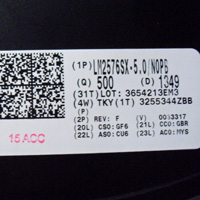 (1P) LM2576SX-5.0/NOPB
(Q) 500 (D) 1349
(31T) LOT: 3654213EM3
(4W) TKY (1T) 3255344ZBB
(P)
(2P) REV: F (V) 0033317
(20L) CSO: GF6 (21L) CCO: GBR
(22L) ASO: CU6 (23L) ACO: MYS
15 ACC